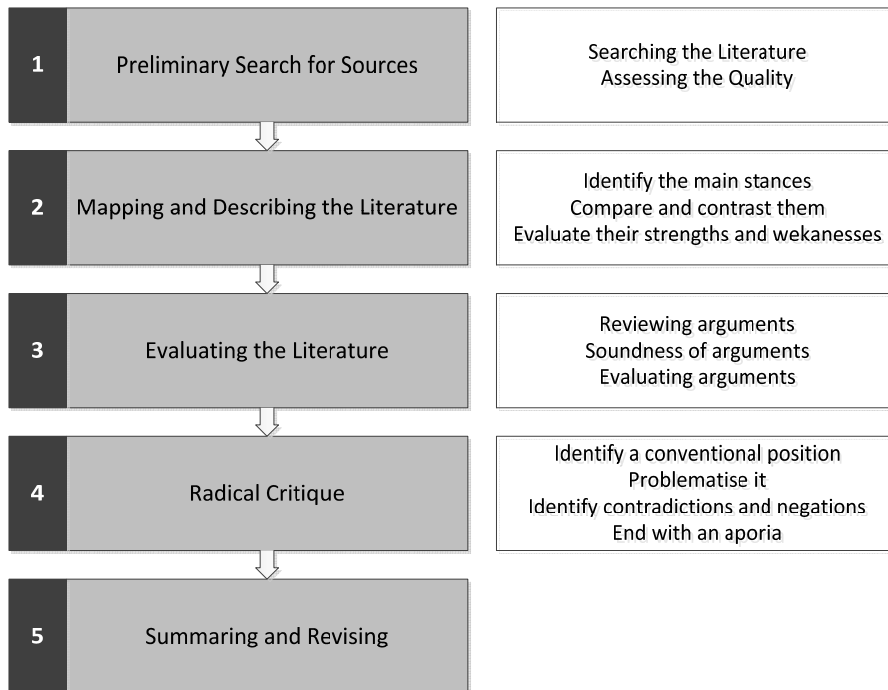 1
Preliminary Search for Sources
Searching the Literature
Assessing the Quality
2
Mapping and Describing the Literature
Identify the main stances
Compare and contrast them
Evaluate their strengths and wekanesses
3
Evaluating the Literature
Reviewing arguments
Soundness of arguments
Evaluating arguments
4
Radical Critique
Identify a conventional position
Problematise it
Identify contradictions and negations
End with an aporia
5
Summaring and Revising